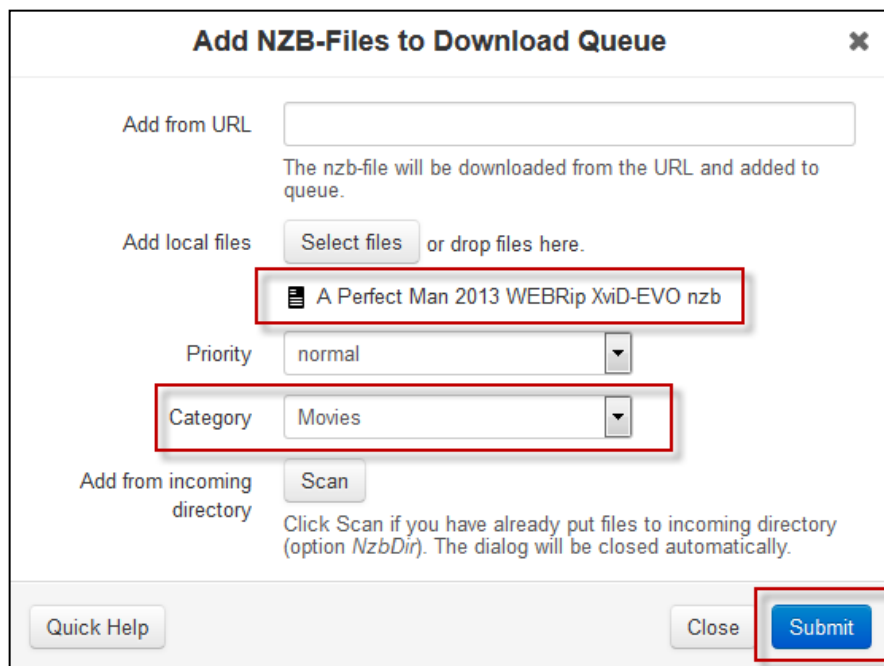 Add NZB-Files to Download Queue
Add from URL
The nzb-file will be downloaded from the URL and added to
queue.
Add local files
Select files or drop files here.
A Perfect Man 2013 WEBRip XviD-EVO nzb
Priority
normal
Category
Movies
Add from incoming
directory
Scan
Click Scan if you have already put files to incoming directory
(option NzbDir). The dialog will be closed automatically.
Quick Help
Close
Submit